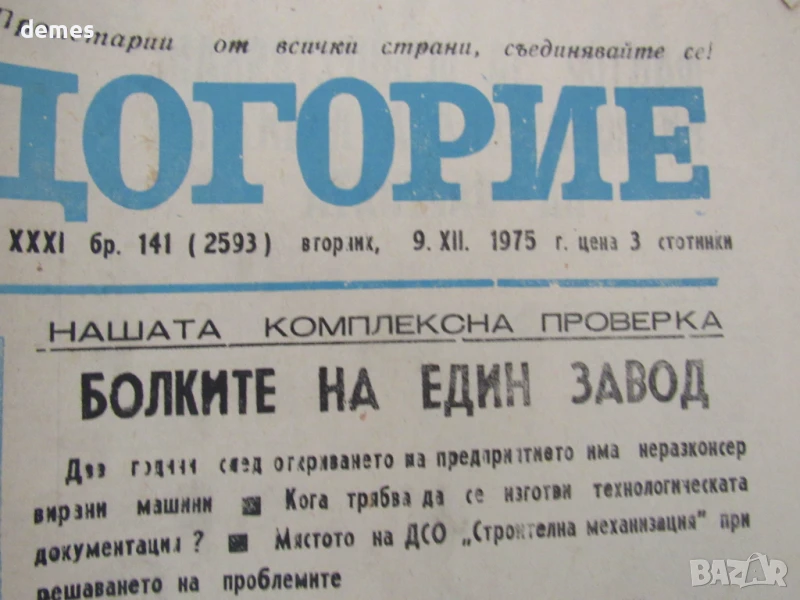 demes
Пролетарии от всички страни, съединявайте се!
ДОГОРИЕ
XXXI бр. 141 (2593) вторник, 9. XII. 1975 г. цена 3 стотинки
НАШАТА КОМПЛЕКСНА ПРОВЕРКА
БОЛКИТЕ НА ЕДИН ЗАВОД
Две години след откриването на предприятието има неразконсер
вирани машини ■ Кога трябва да се изготви технологическата
документация? ■ Мястото на ДСО „Строителна механизация" при
решаването на проблемите
BAZAR